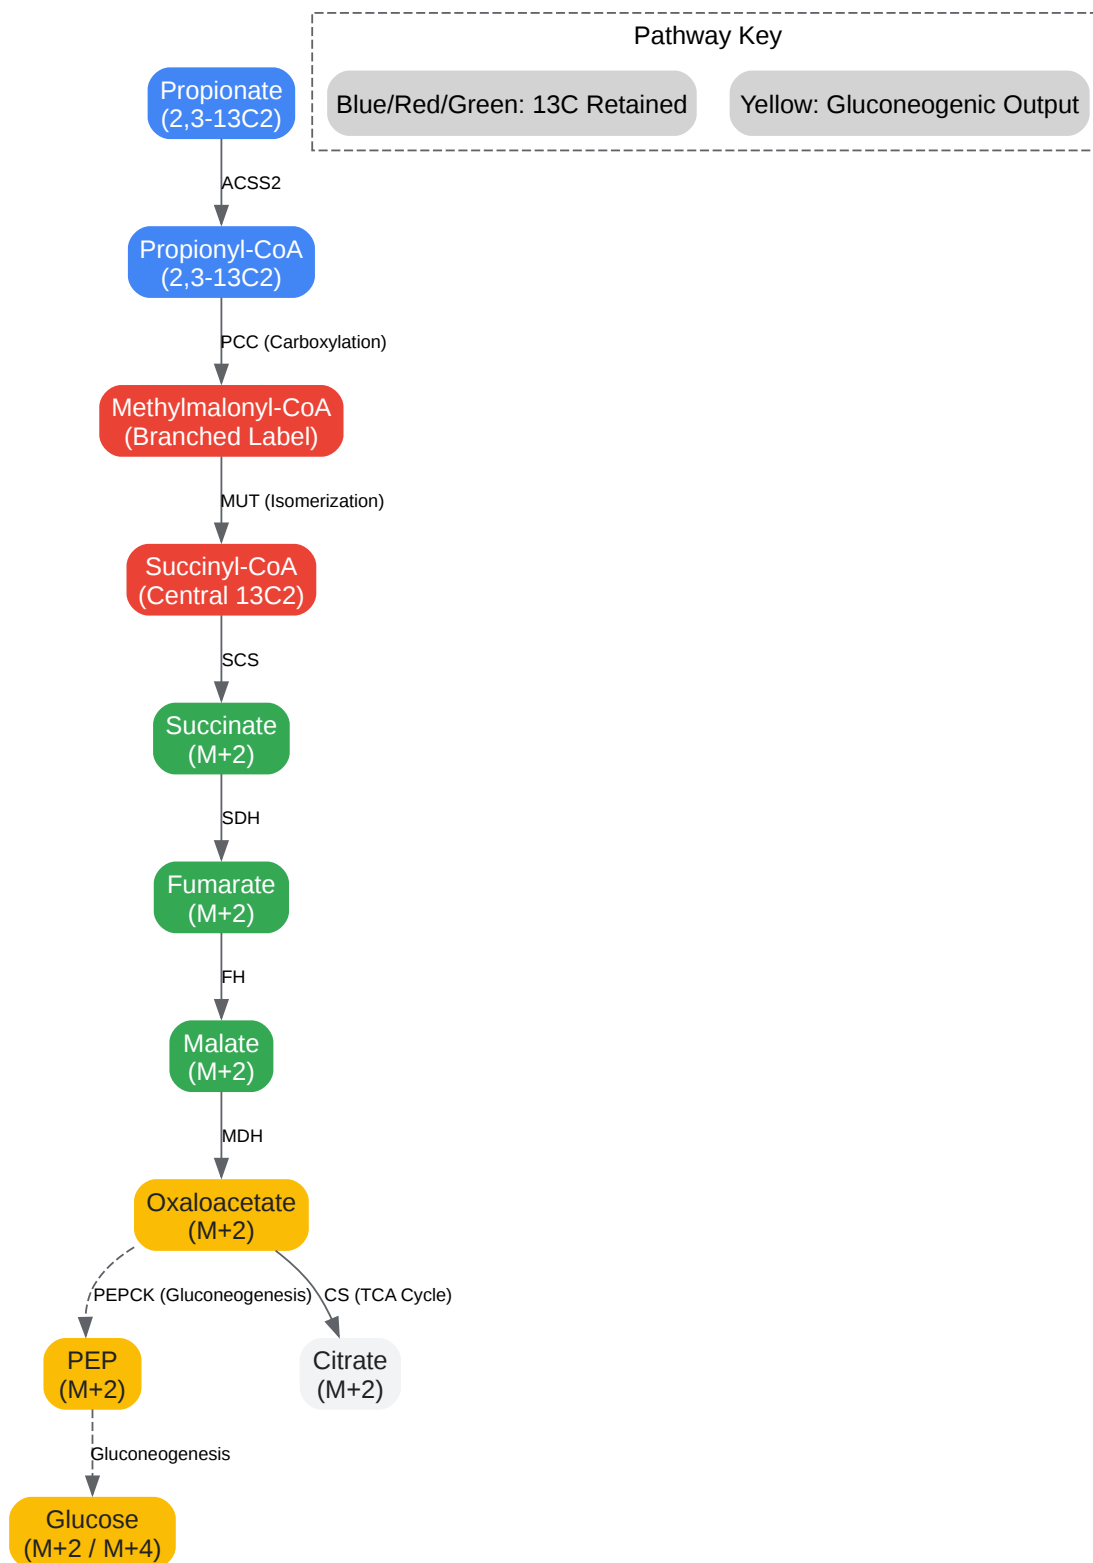 Pathway Key
Blue/Red/Green: 13C Retained
Yellow: Gluconeogenic Output
Propionate
(2,3-13C2)
ACSS2
Propionyl-CoA
(2,3-13C2)
PCC (Carboxylation)
Methylmalonyl-CoA
(Branched Label)
MUT (Isomerization)
Succinyl-CoA
(Central 13C2)
SCS
Succinate
(M+2)
SDH
Fumarate
(M+2)
FH
Malate
(M+2)
MDH
Oxaloacetate
(M+2)
PEPCK (Gluconeogenesis)
CS (TCA Cycle)
PEP
(M+2)
Citrate
(M+2)
Gluconeogenesis
Glucose
(M+2 / M+4)